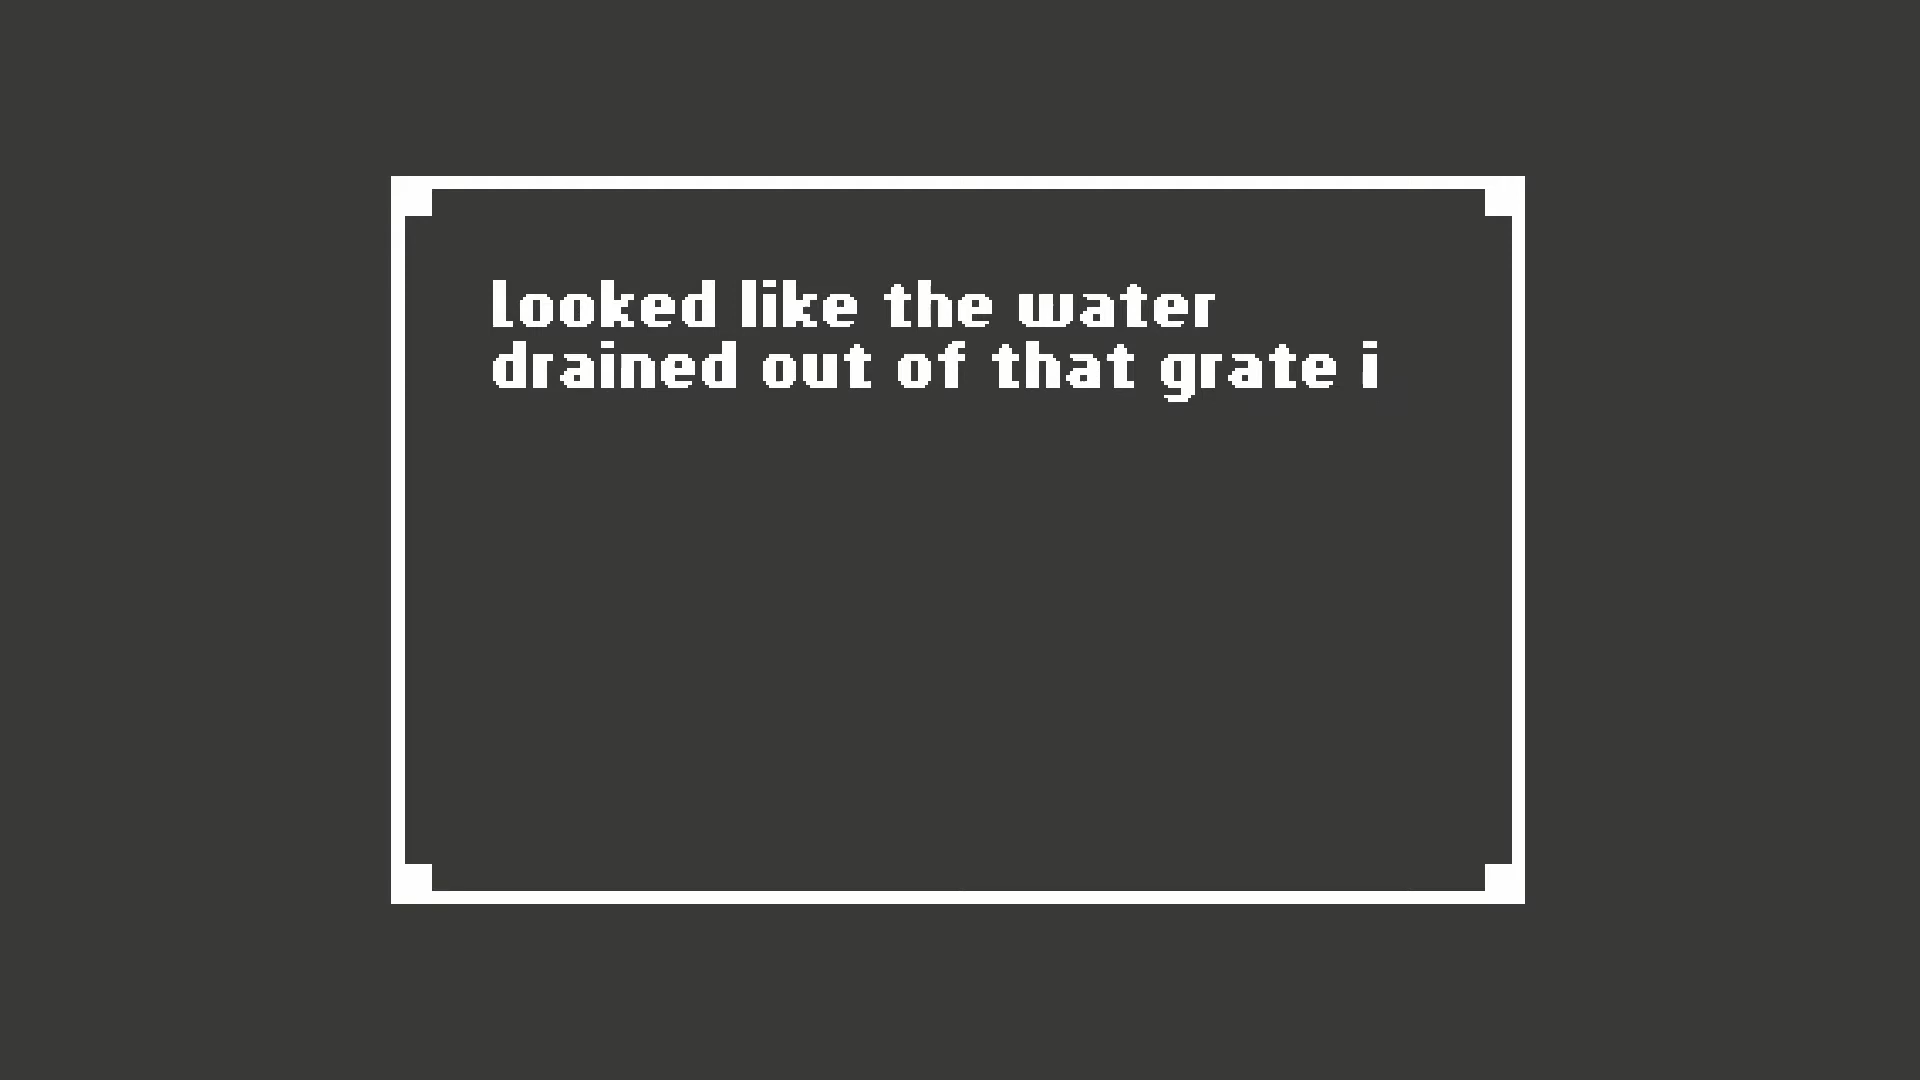 Looked like the water
drained out of that grate i